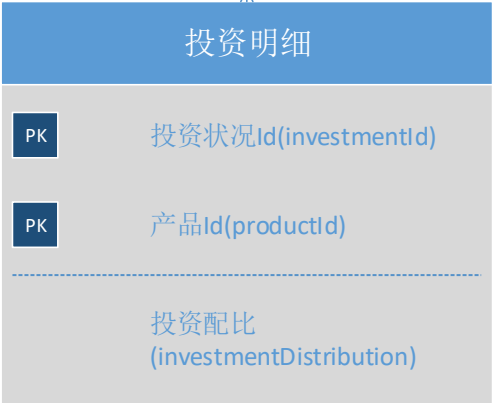 投资明细
PK 投资状况Id(investmentId)
PK 产品Id(productId)
投资配比
(investmentDistribution)